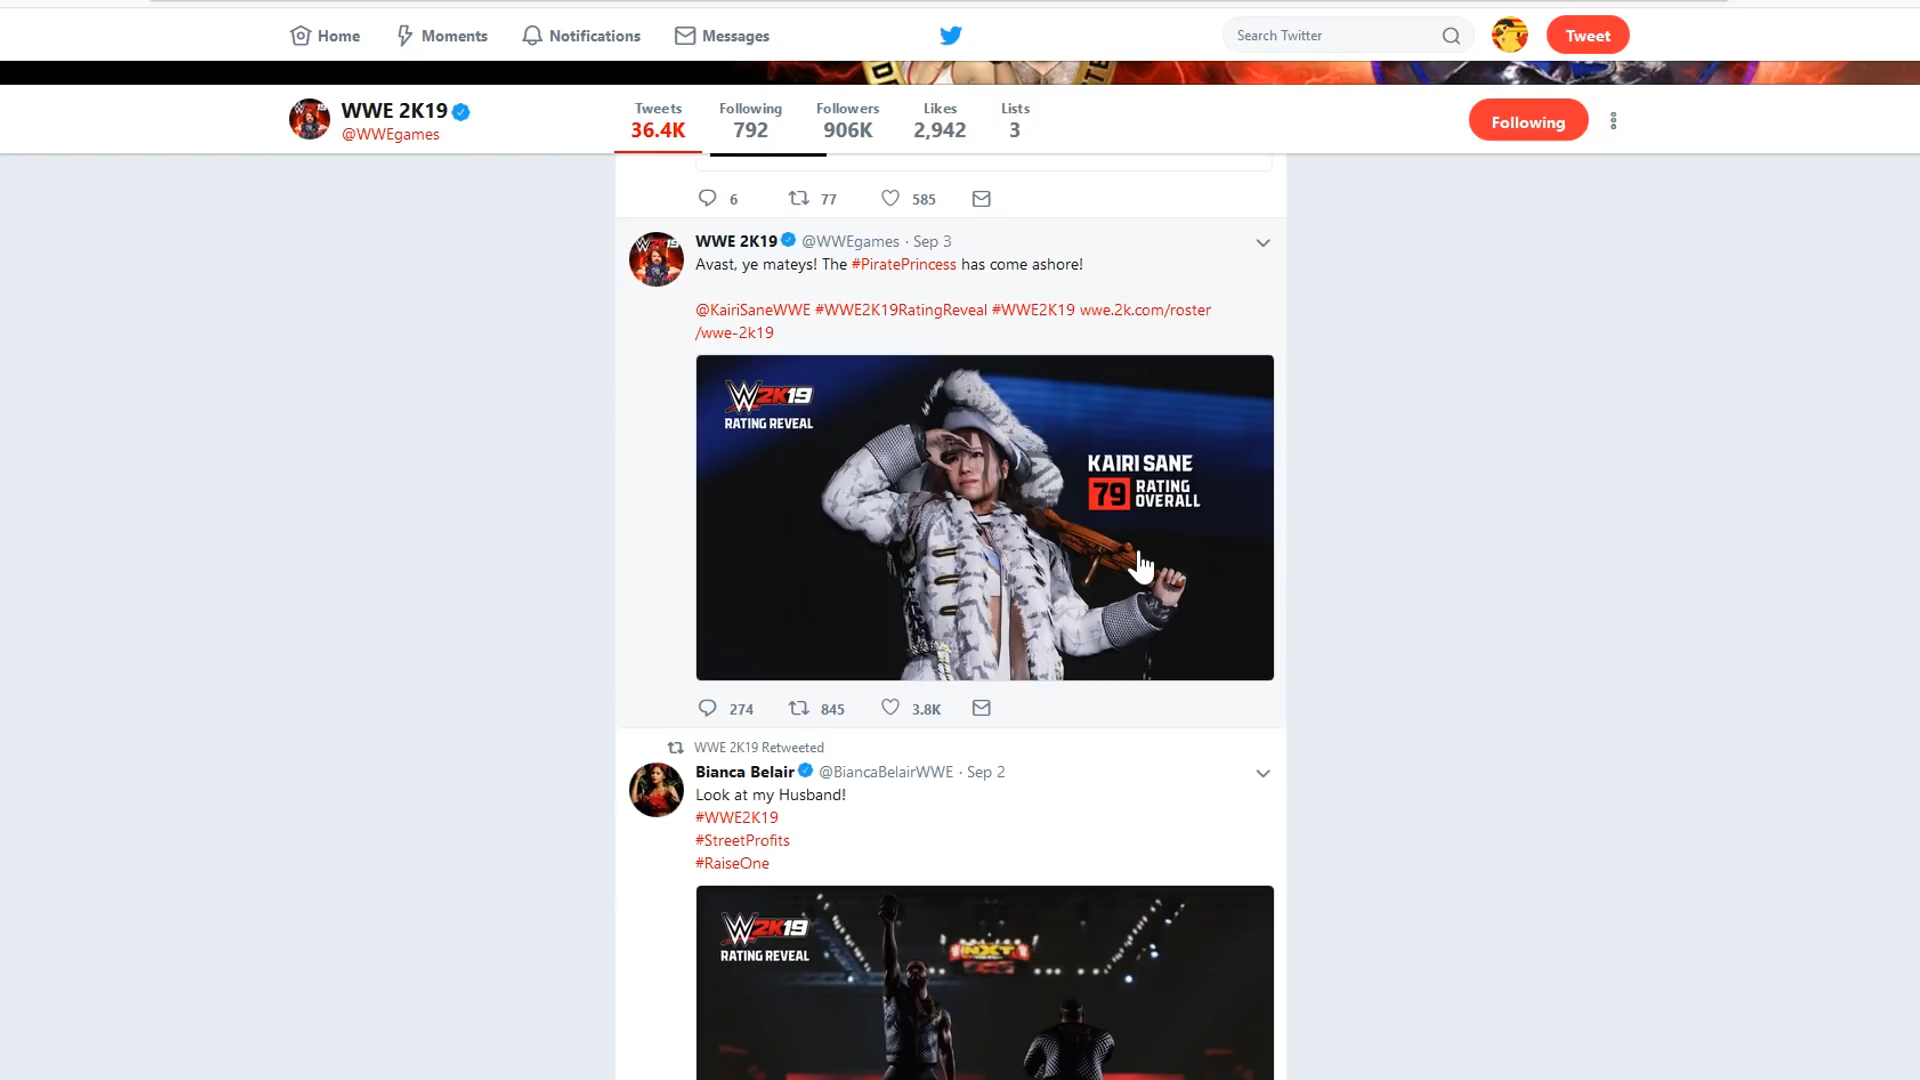 Home
Moments
Notifications
Messages
Search Twitter
Tweet
WWE 2K19
@WWEgames
Tweets
36.4K
Following
792
Followers
906K
Likes
2,942
Lists
3
Following
6
77
585
WWE 2K19 @WWEgames · Sep 3
Avast, ye mateys! The #PiratePrincess has come ashore!
@KairiSaneWWE #WWE2K19RatingReveal #WWE2K19 wwe.2k.com/roster
/wwe-2k19
W 2K19
RATING REVEAL
KAIRI SANE
79 RATING OVERALL
274
845
3.8K
WWE 2K19 Retweeted
Bianca Belair @BiancaBelairWWE · Sep 2
Look at my Husband!
#WWE2K19
#StreetProfits
#RaiseOne
W 2K19
RATING REVEAL
NXT